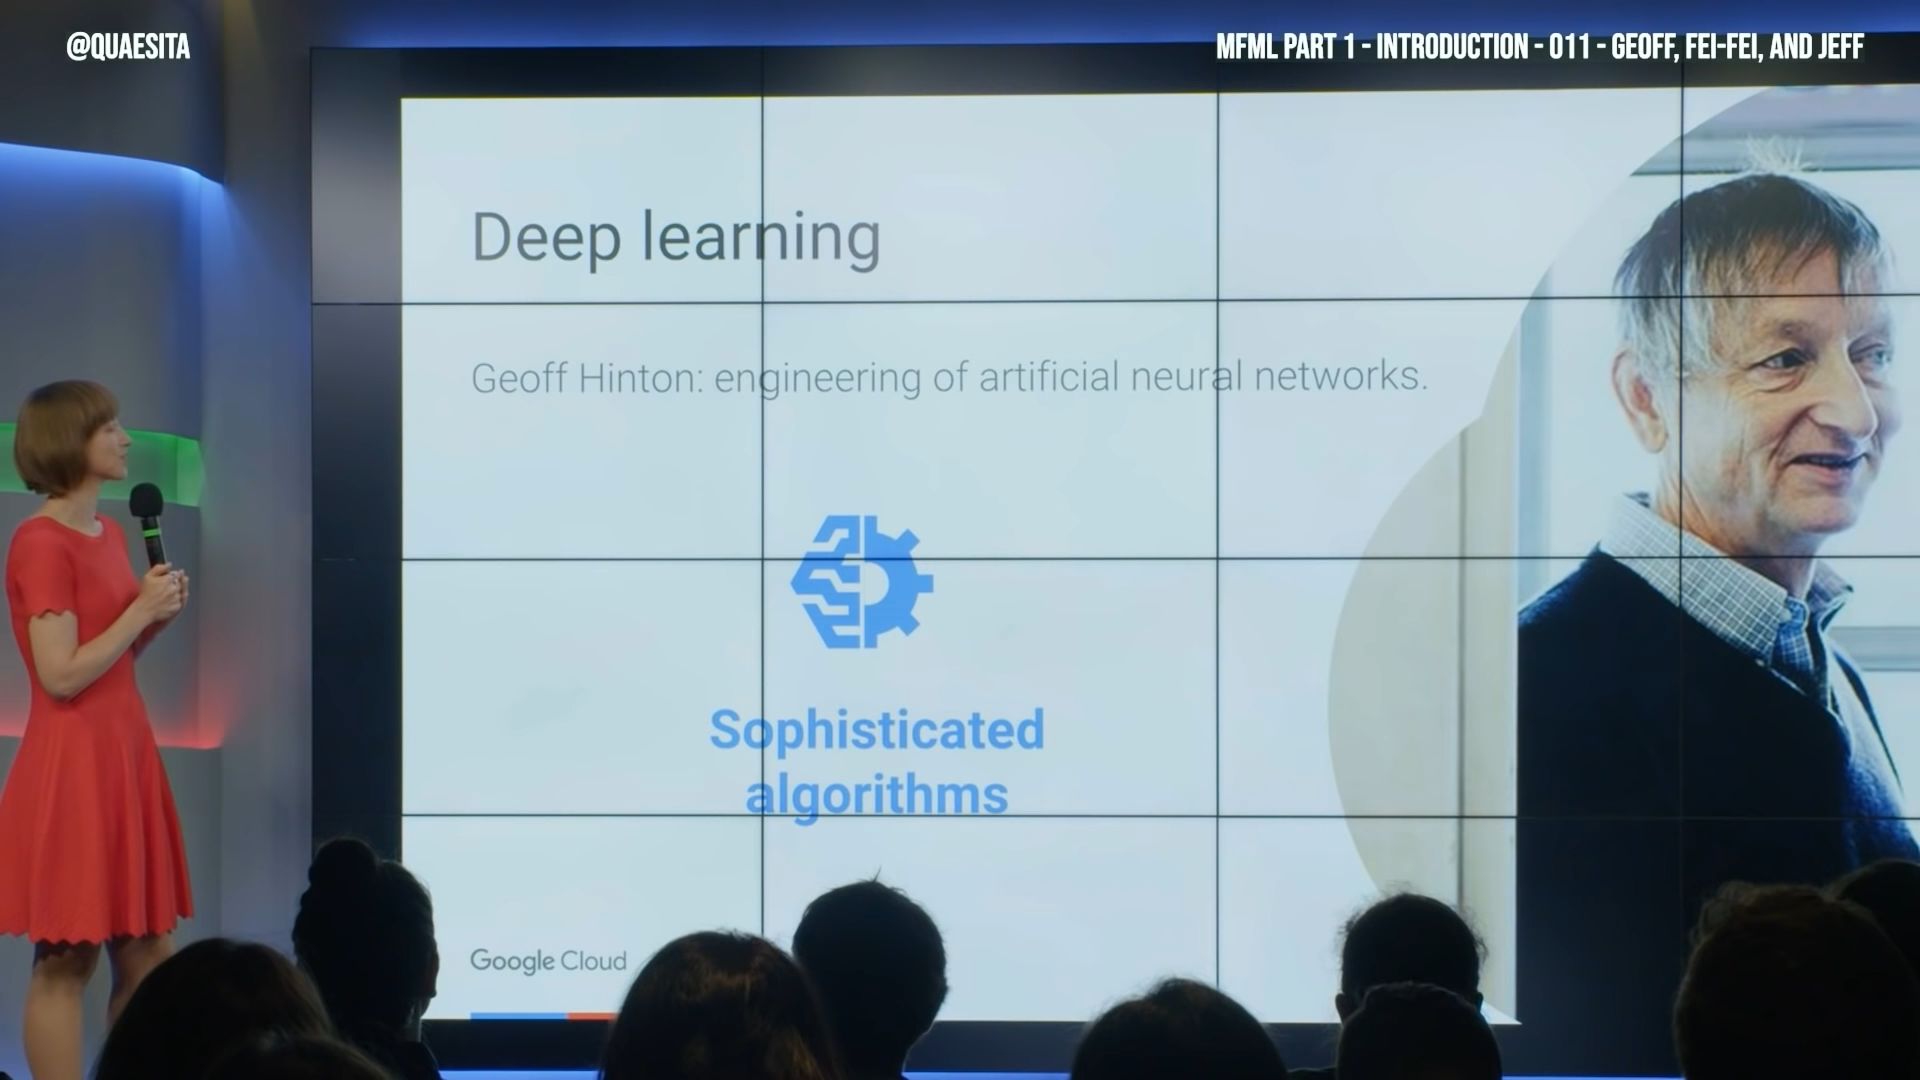 @QUAESITA
MFML PART 1 - INTRODUCTION - 011 - GEOFF, FEI-FEI, AND JEFF
Deep learning
Geoff Hinton: engineering of artificial neural networks.
Sophisticated
algorithms
Google Cloud